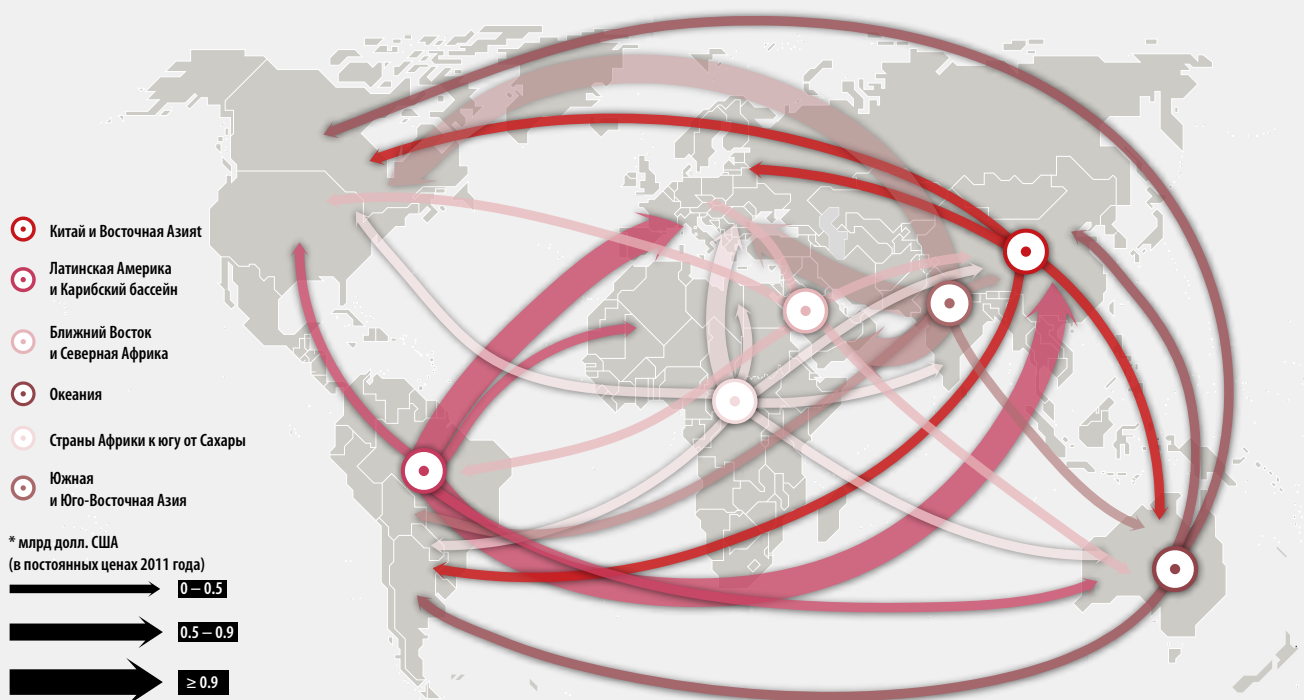 Китай и Восточная Азияt
Латинская Америка
и Карибский бассейн
Ближний Восток
и Северная Африка
Океания
Страны Африки к югу от Сахары
Южная
и Юго-Восточная Азия
* млрд долл. США
(в постоянных ценах 2011 года)
0 – 0.5
0.5 – 0.9
≥ 0.9